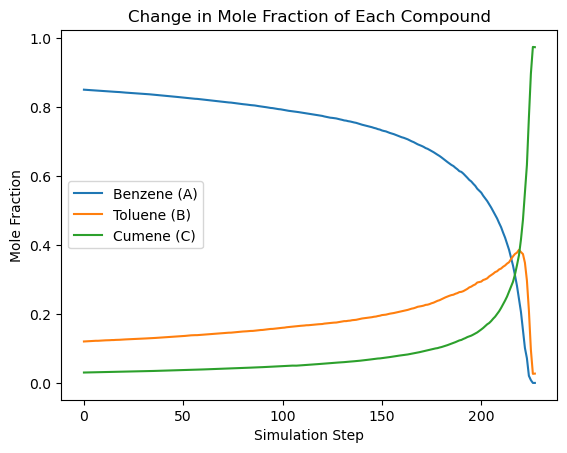 Change in Mole Fraction of Each Compound
Mole Fraction
1.0
0.8
0.6
0.4
0.2
0.0
Benzene (A)
Toluene (B)
Cumene (C)
0
50
100
150
200
Simulation Step